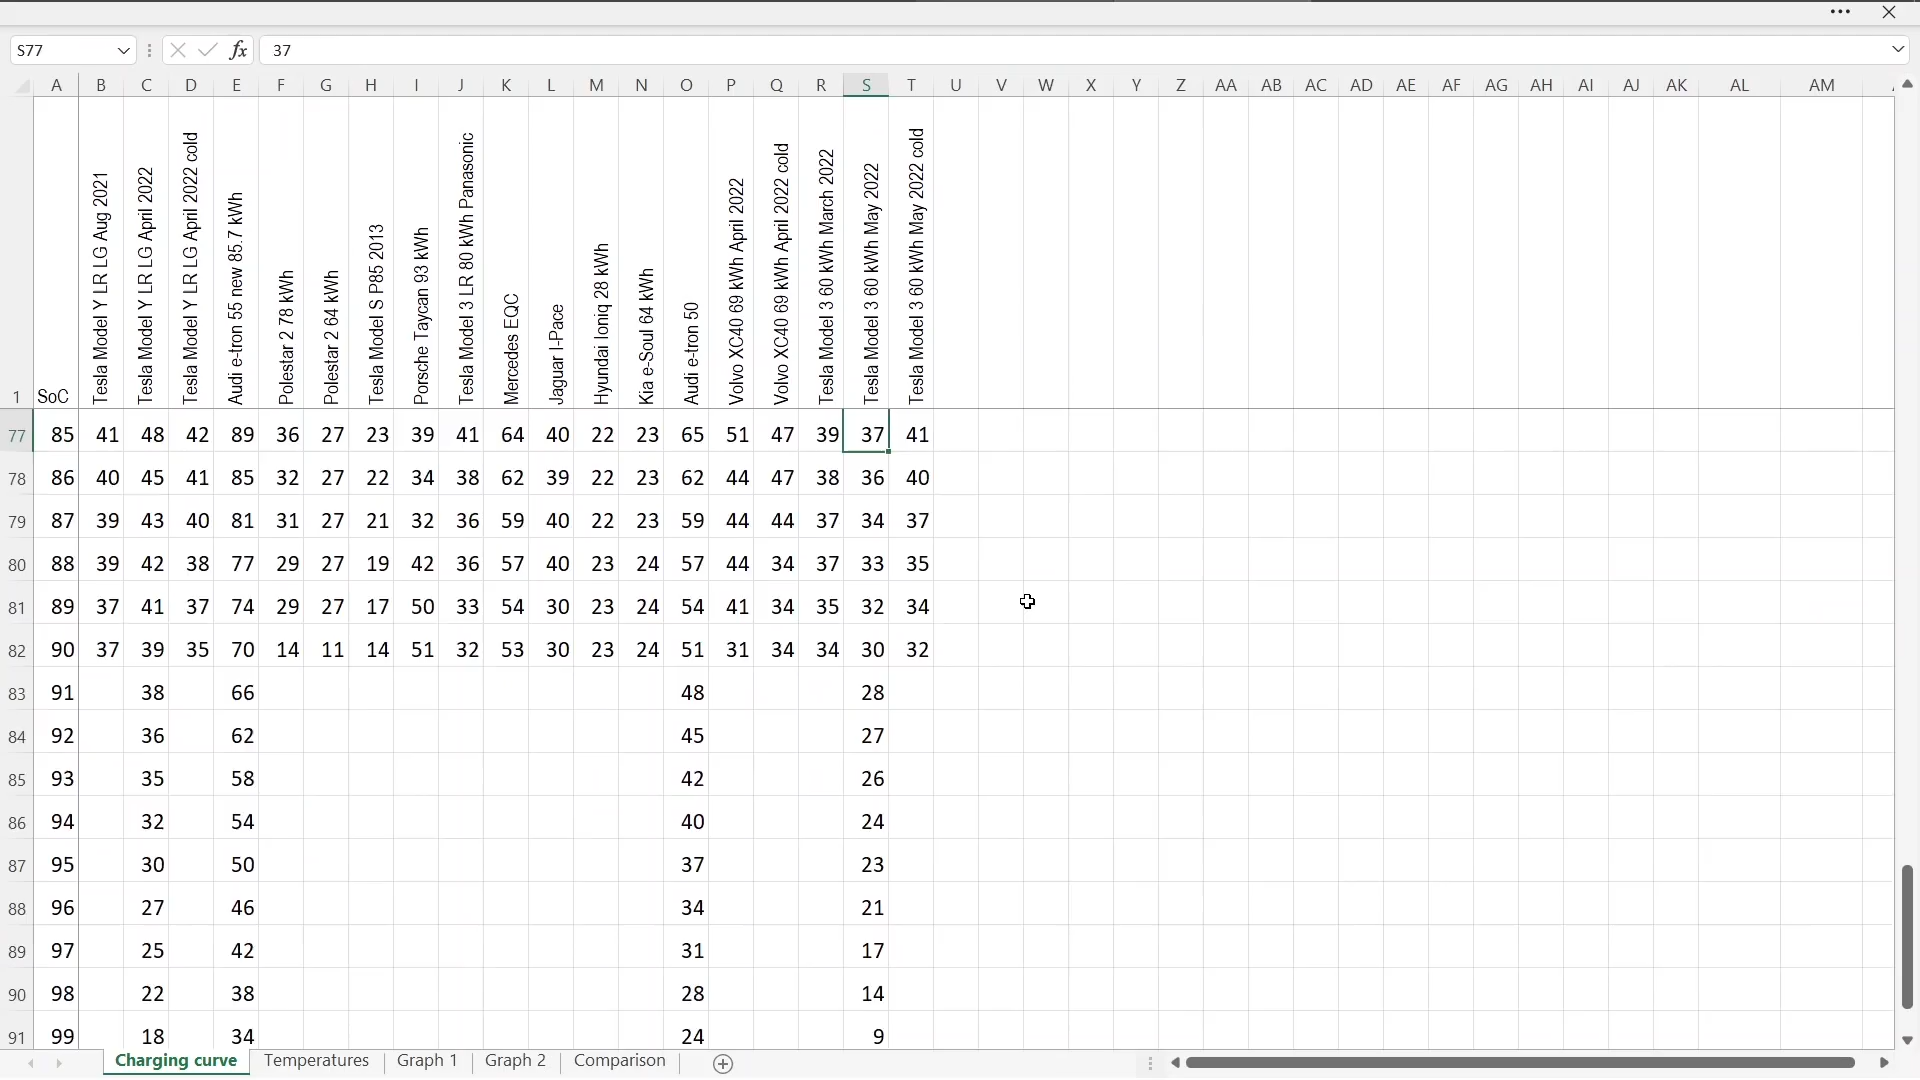 S77 fx 37
A B C D E F G H I J K L M N O P Q R S T U V W X Y Z AA AB AC AD AE AF AG AH AI AJ AK AL AM
1 SoC
Tesla Model Y LR LG Aug 2021
Tesla Model Y LR LG April 2022
Tesla Model Y LR LG April 2022 cold
Audi e-tron 55 new 85.7 kWh
Polestar 2 78 kWh
Polestar 2 64 kWh
Tesla Model S P85 2013
Porsche Taycan 93 kWh
Tesla Model 3 LR 80 kWh Panasonic
Mercedes EQC
Jaguar I-Pace
Hyundai Ioniq 28 kWh
Kia e-Soul 64 kWh
Audi e-tron 50
Volvo XC40 69 kWh April 2022
Volvo XC40 69 kWh April 2022 cold
Tesla Model 3 60 kWh March 2022
Tesla Model 3 60 kWh May 2022
Tesla Model 3 60 kWh May 2022 cold
77 85 41 48 42 89 36 27 23 39 41 64 40 22 23 65 51 47 39 37 41
78 86 40 45 41 85 32 27 22 34 38 62 39 22 23 62 44 47 38 36 40
79 87 39 43 40 81 31 27 21 32 36 59 40 22 23 59 44 44 37 34 37
80 88 39 42 38 77 29 27 19 42 36 57 40 23 24 57 44 34 37 33 35
81 89 37 41 37 74 29 27 17 50 33 54 30 23 24 54 41 34 35 32 34
82 90 37 39 35 70 14 11 14 51 32 53 30 23 24 51 31 34 34 30 32
83 91 38 66 48 28
84 92 36 62 45 27
85 93 35 58 42 26
86 94 32 54 40 24
87 95 30 50 37 23
88 96 27 46 34 21
89 97 25 42 31 17
90 98 22 38 28 14
91 99 18 34 24 9
Charging curve Temperatures Graph 1 Graph 2 Comparison